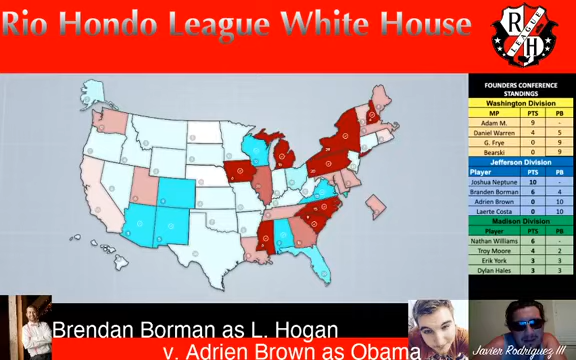 Rio Hondo League White House
R
H
LEAGUE
FOUNDERS CONFERENCE
STANDINGS
Washington Division
MP PTS PB
Adam M. 9 -
Daniel Warren 4 5
G. Frye 0 9
Bearski 0 9
Jefferson Division
Player PTS PB
Joshua Neptune 10 -
Branden Borman 6 4
Adrien Brown 0 10
Laerte Costa 0 10
Madison Division
Player PTS PB
Nathan Williams 6 -
Troy Moore 4 2
Erik York 3 3
Dylan Hales 3 3
Brendan Borman as L. Hogan
v. Adrien Brown as Obama
Javier Rodriguez III